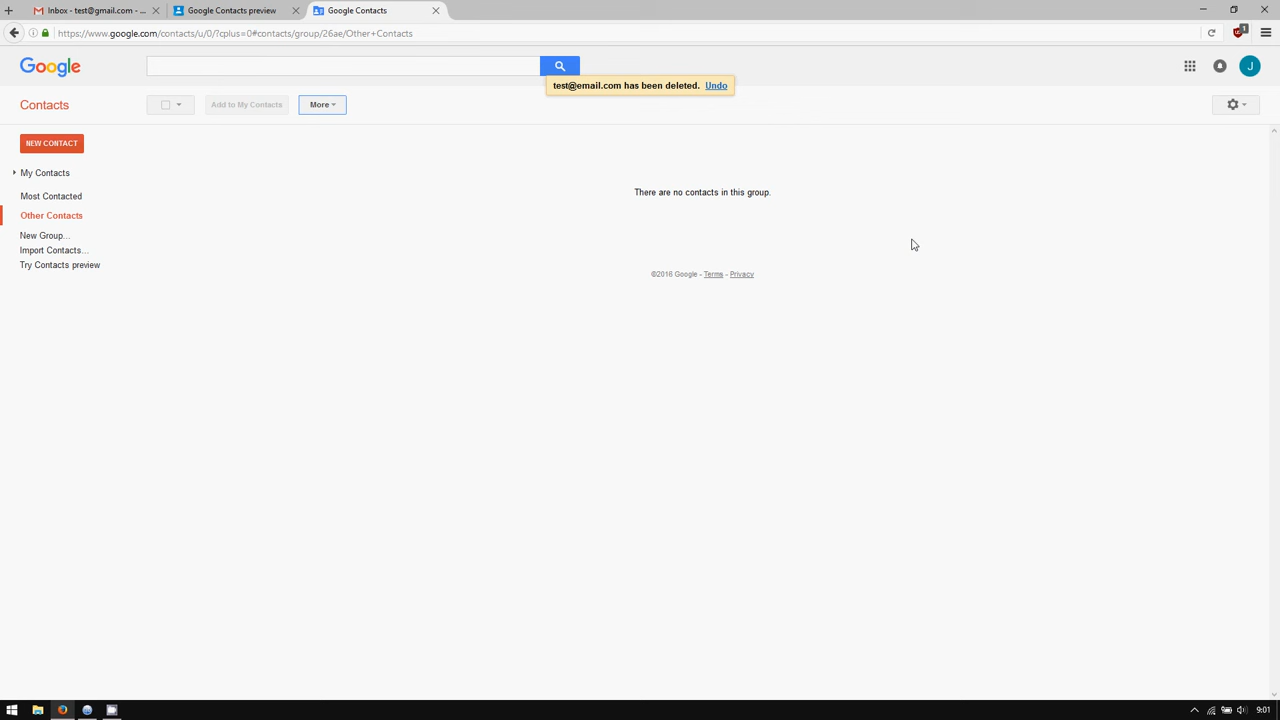 Inbox - test@gmail.com - ...
Google Contacts preview
Google Contacts
https://www.google.com/contacts/u/0/?cplus=0#contacts/group/26ae/Other+Contacts
1
Google
J
test@email.com has been deleted. Undo
Contacts
Add to My Contacts
More
NEW CONTACT
My Contacts
Most Contacted
Other Contacts
New Group...
Import Contacts...
Try Contacts preview
There are no contacts in this group.
©2016 Google - Terms - Privacy
9:01